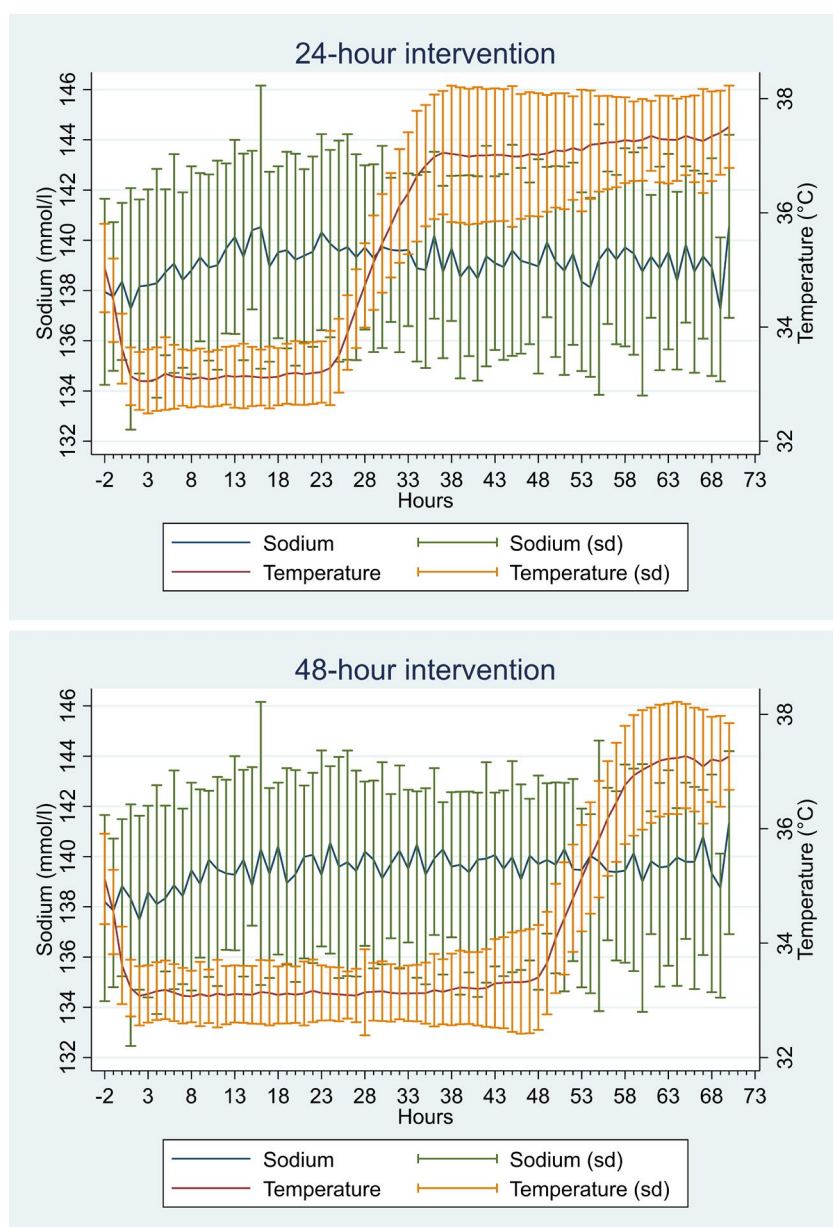 24-hour intervention
146
144
142
140
138
136
134
132
Sodium (mmol/l)
38
36
34
32
Temperature (°C)
-2 3 8 13 18 23 28 33 38 43 48 53 58 63 68 73
Hours
Sodium Sodium (sd)
Temperature Temperature (sd)
48-hour intervention
146
144
142
140
138
136
134
132
Sodium (mmol/l)
38
36
34
32
Temperature (°C)
-2 3 8 13 18 23 28 33 38 43 48 53 58 63 68 73
Hours
Sodium Sodium (sd)
Temperature Temperature (sd)